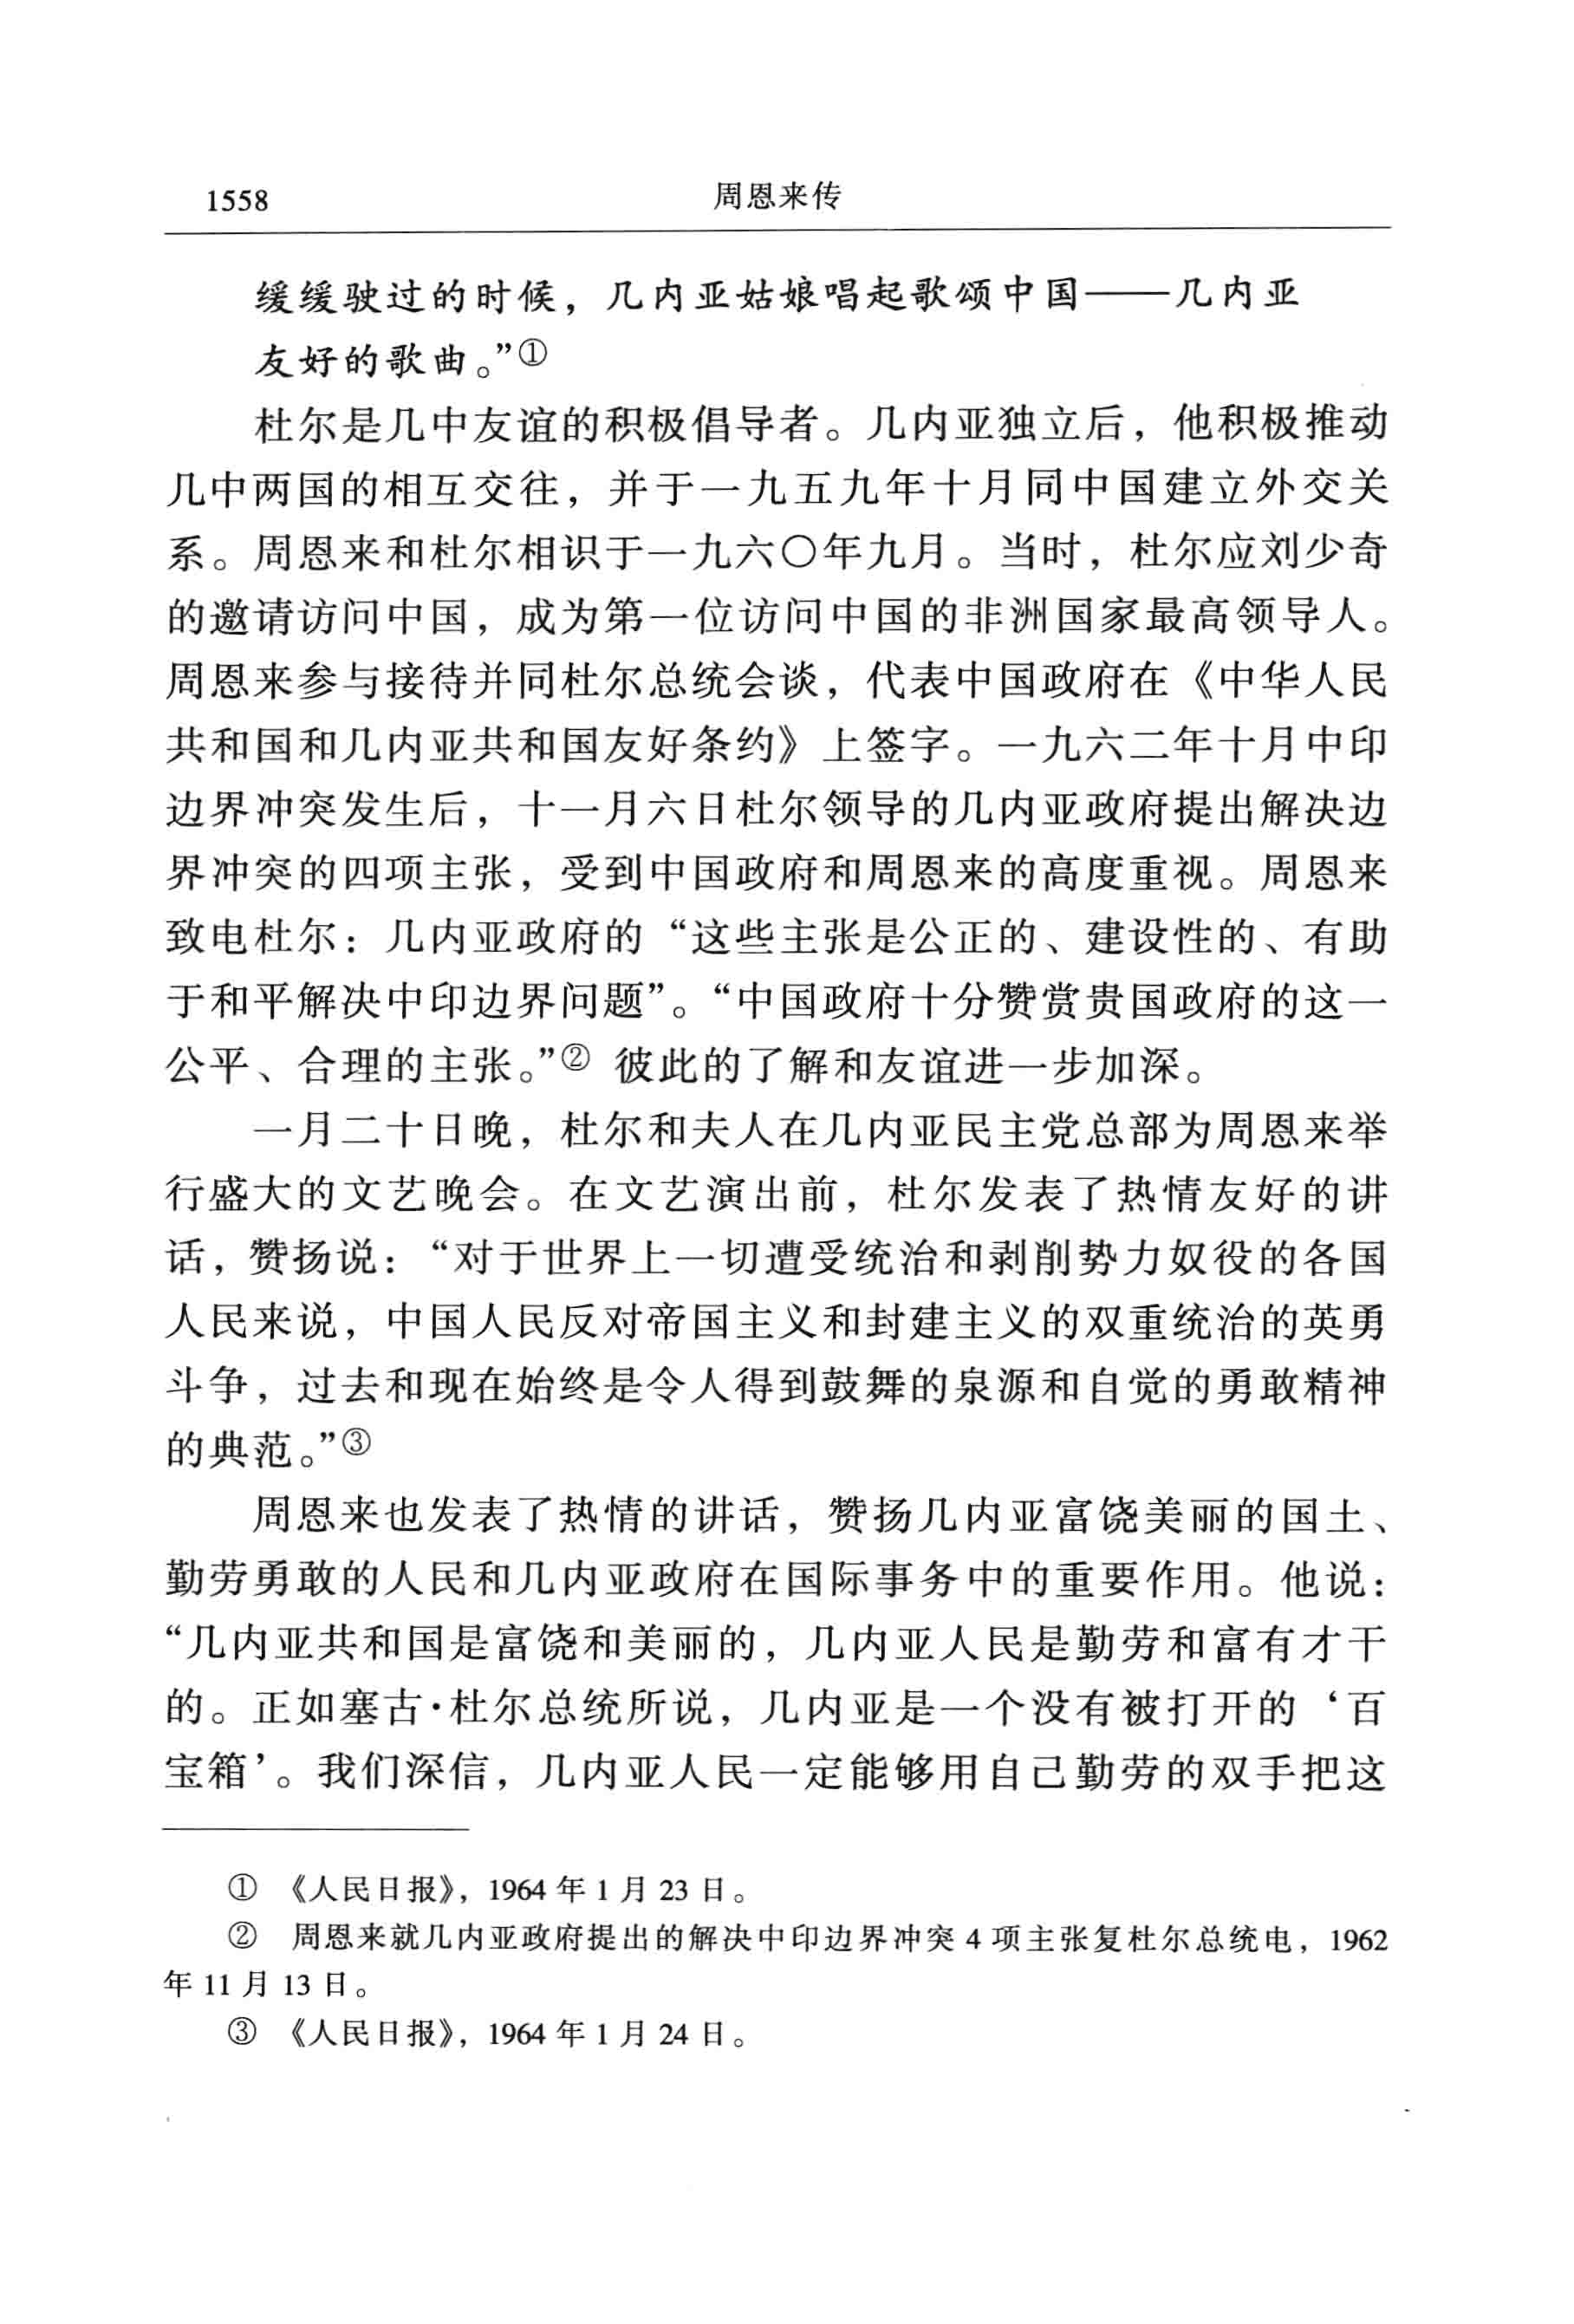 1558
周恩来传
缓缓驶过的时候，几内亚姑娘唱起歌颂中国——几内亚
友好的歌曲。”①
杜尔是几中友谊的积极倡导者。几内亚独立后，他积极推动
几中两国的相互交往，并于一九五九年十月同中国建立外交关
系。周恩来和杜尔相识于一九六〇年九月。当时，杜尔应刘少奇
的邀请访问中国，成为第一位访问中国的非洲国家最高领导人。
周恩来参与接待并同杜尔总统会谈，代表中国政府在《中华人民
共和国和几内亚共和国友好条约》上签字。一九六二年十月中印
边界冲突发生后，十一月六日杜尔领导的几内亚政府提出解决边
界冲突的四项主张，受到中国政府和周恩来的高度重视。周恩来
致电杜尔：几内亚政府的“这些主张是公正的、建设性的、有助
于和平解决中印边界问题”。“中国政府十分赞赏贵国政府的这一
公平、合理的主张。”② 彼此的了解和友谊进一步加深。
一月二十日晚，杜尔和夫人在几内亚民主党总部为周恩来举
行盛大的文艺晚会。在文艺演出前，杜尔发表了热情友好的讲
话，赞扬说：“对于世界上一切遭受统治和剥削势力奴役的各国
人民来说，中国人民反对帝国主义和封建主义的双重统治的英勇
斗争，过去和现在始终是令人得到鼓舞的泉源和自觉的勇敢精神
的典范。”③
周恩来也发表了热情的讲话，赞扬几内亚富饶美丽的国土、
勤劳勇敢的人民和几内亚政府在国际事务中的重要作用。他说：
“几内亚共和国是富饶和美丽的，几内亚人民是勤劳和富有才干
的。正如塞古·杜尔总统所说，几内亚是一个没有被打开的‘百
宝箱’。我们深信，几内亚人民一定能够用自己勤劳的双手把这
① 《人民日报》，1964 年 1 月 23 日。
② 周恩来就几内亚政府提出的解决中印边界冲突 4 项主张复杜尔总统电，1962
年 11 月 13 日。
③ 《人民日报》，1964 年 1 月 24 日。